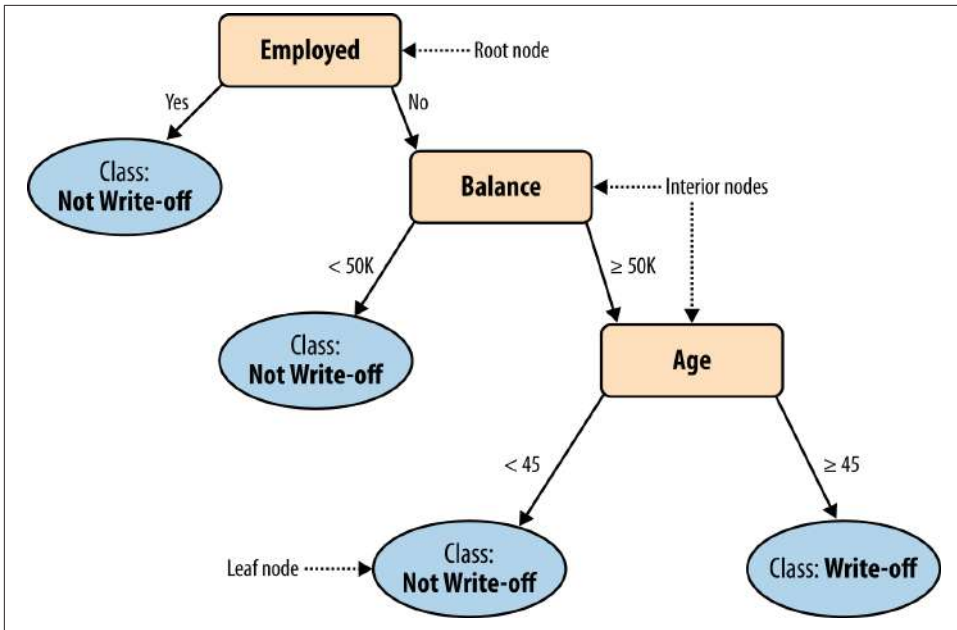 Employed
Root node
Yes
No
Class:
Not Write-off
Balance
Interior nodes
< 50K
≥ 50K
Class:
Not Write-off
Age
< 45
≥ 45
Leaf node
Class:
Not Write-off
Class: Write-off